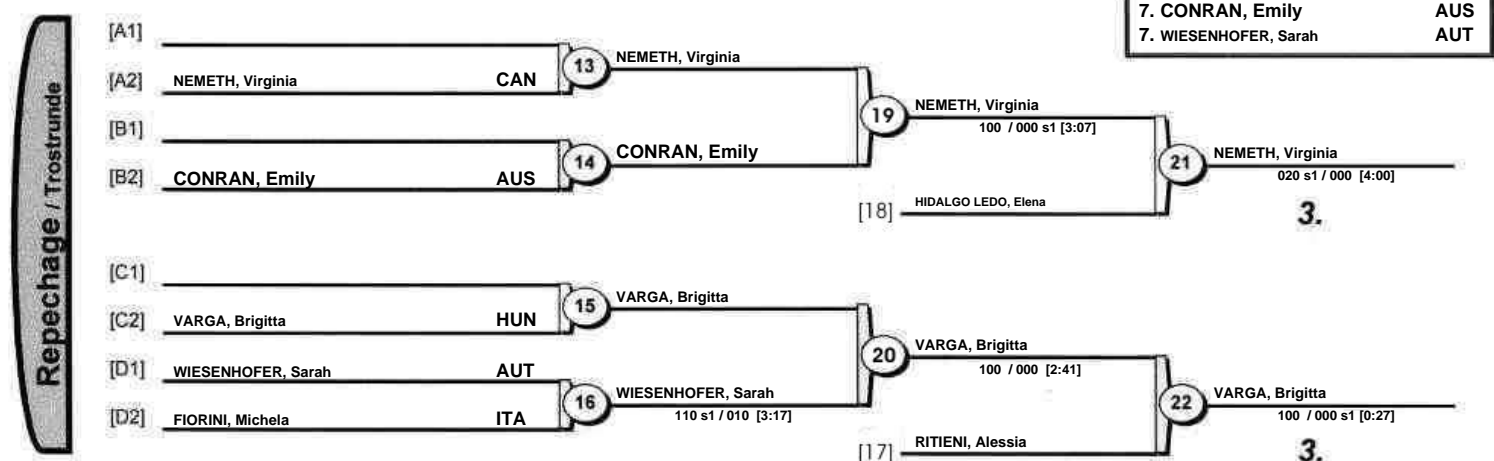 7. CONRAN, Emily AUS
7. WIESENHOFER, Sarah AUT
Repechage / Trostrunde
[A1]
[A2] NEMETH, Virginia CAN
13 NEMETH, Virginia
[B1]
[B2] CONRAN, Emily AUS
14 CONRAN, Emily
19 NEMETH, Virginia
100 / 000 s1 [3:07]
[18] HIDALGO LEDO, Elena
21 NEMETH, Virginia
020 s1 / 000 [4:00]
3.
[C1]
[C2] VARGA, Brigitta HUN
15 VARGA, Brigitta
[D1] WIESENHOFER, Sarah AUT
[D2] FIORINI, Michela ITA
16 WIESENHOFER, Sarah
110 s1 / 010 [3:17]
20 VARGA, Brigitta
100 / 000 [2:41]
[17] RITIENI, Alessia
22 VARGA, Brigitta
100 / 000 s1 [0:27]
3.